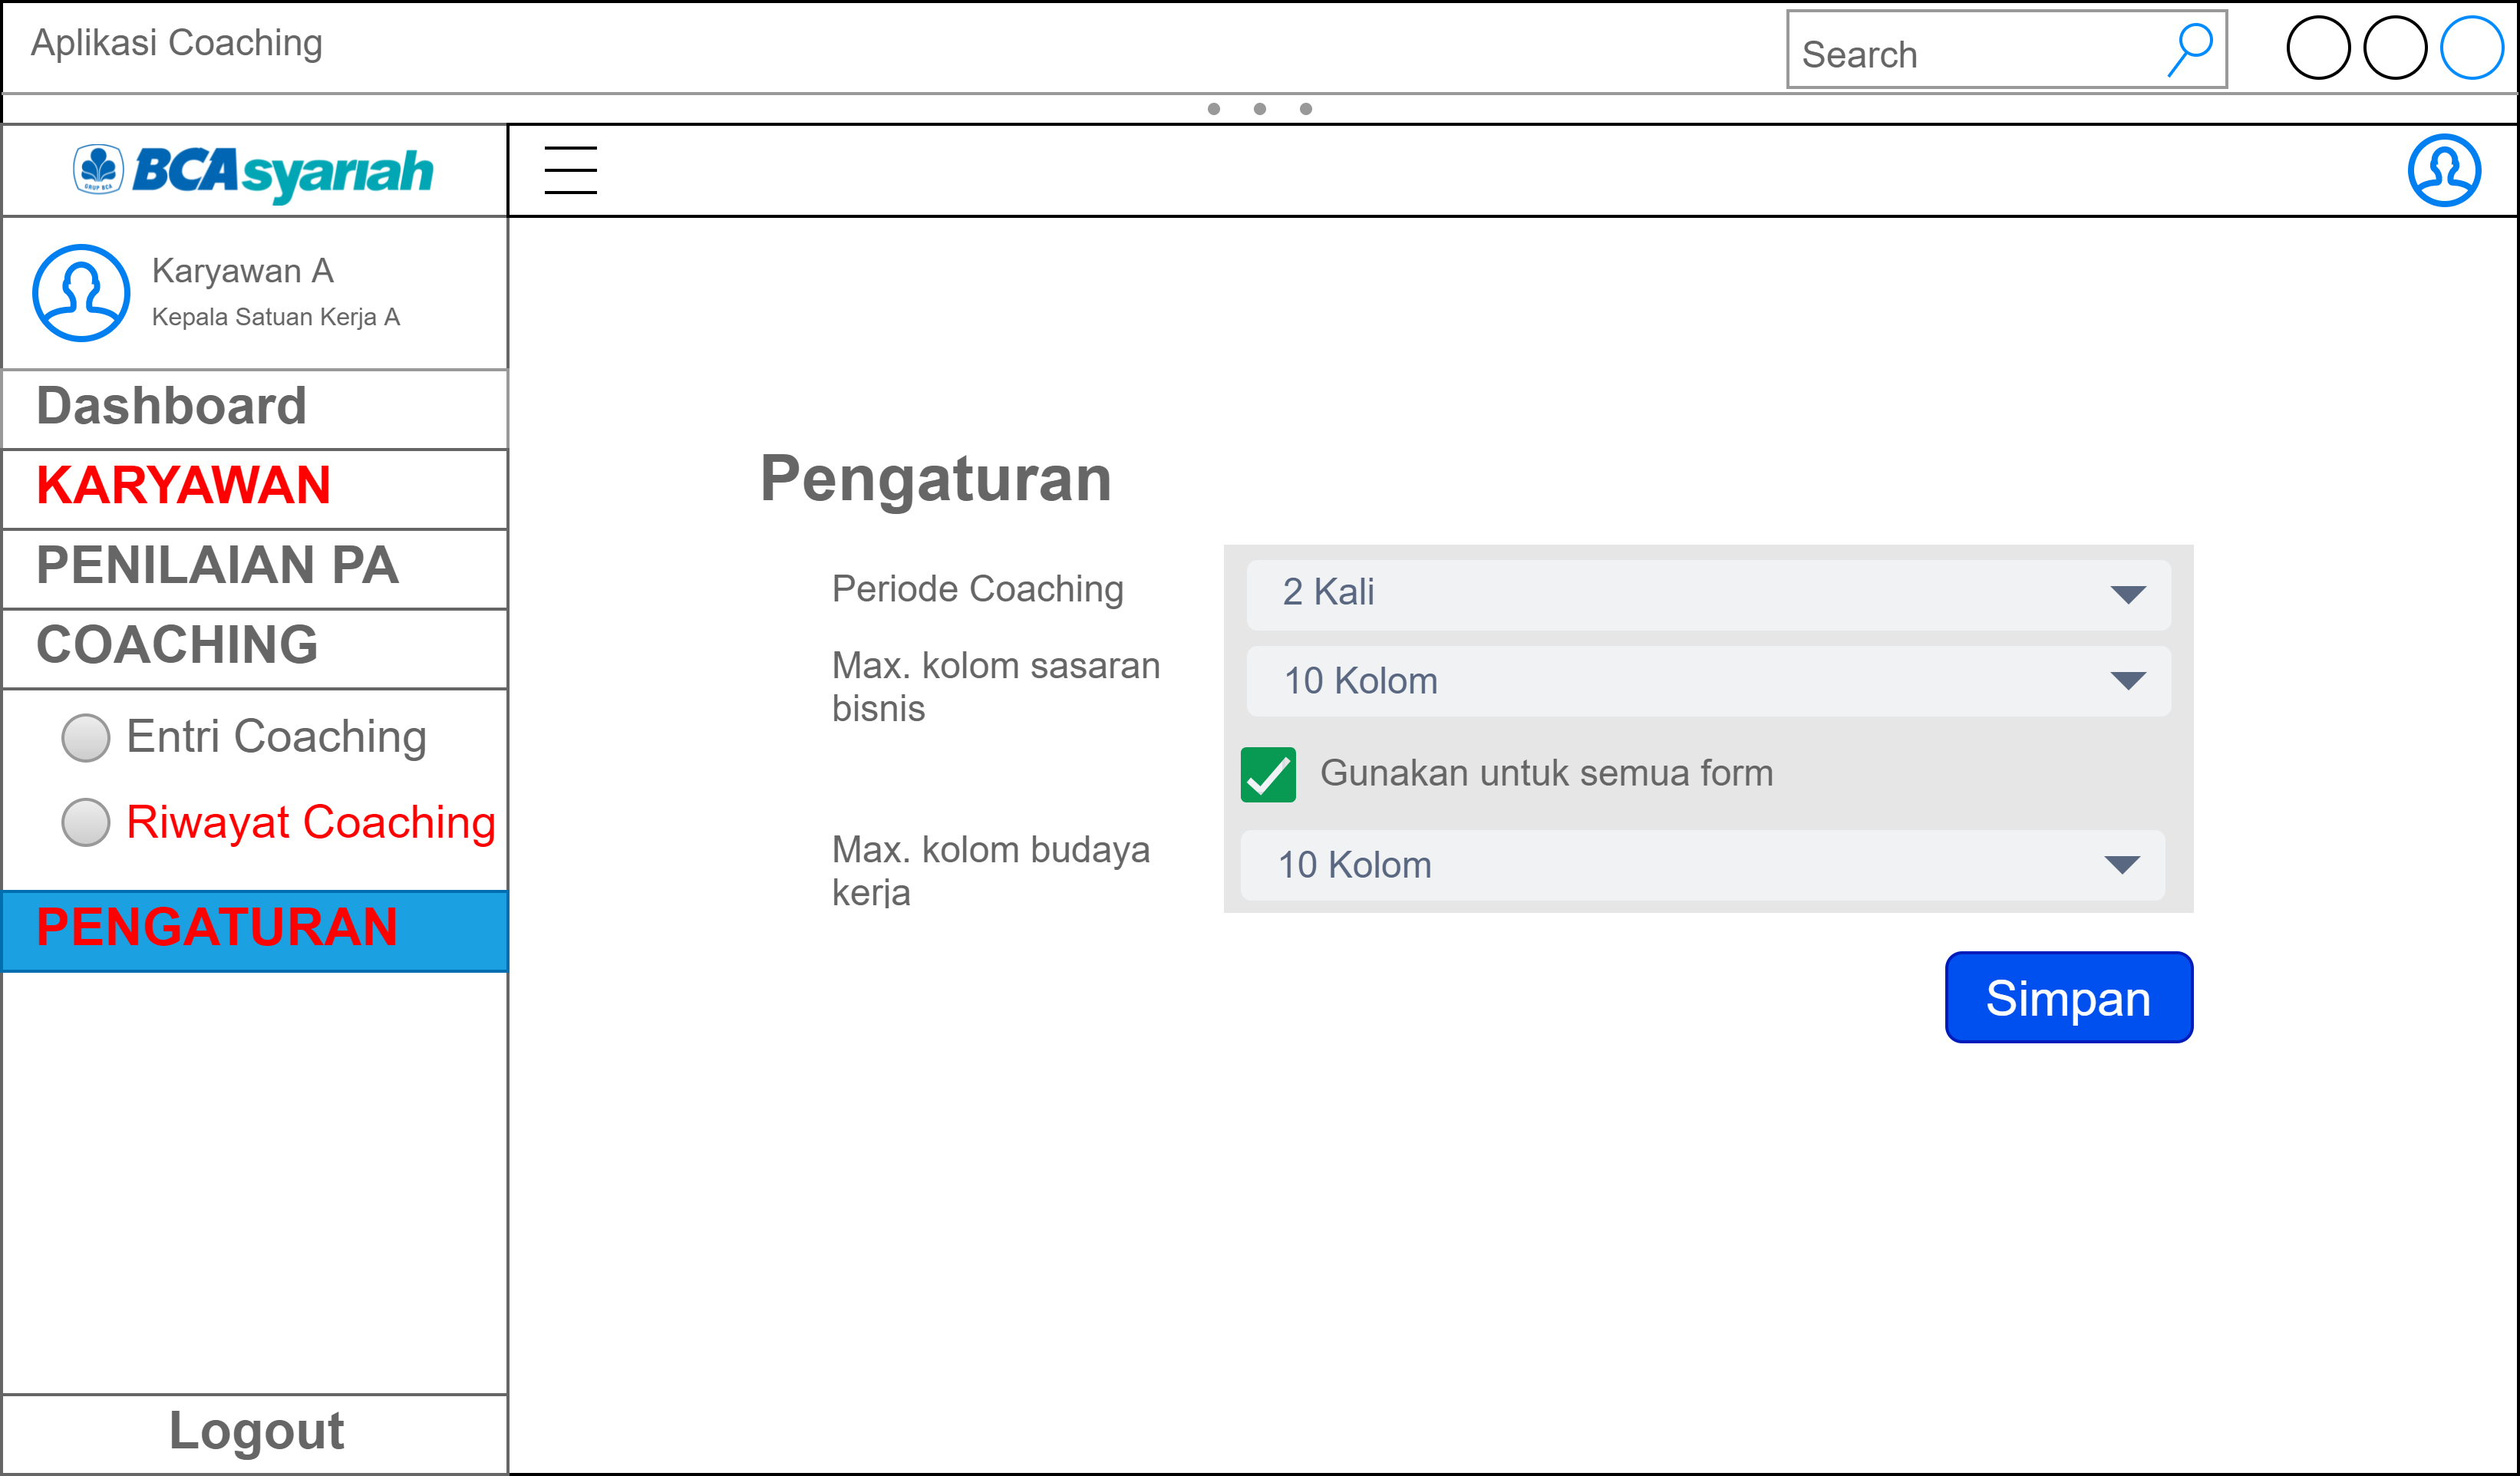 Aplikasi Coaching
Search
GRUP BCA
BCAsyariah
Karyawan A
Kepala Satuan Kerja A
Dashboard
KARYAWAN
PENILAIAN PA
COACHING
Entri Coaching
Riwayat Coaching
PENGATURAN
Logout
Pengaturan
Periode Coaching
2 Kali
Max. kolom sasaran
bisnis
10 Kolom
Gunakan untuk semua form
Max. kolom budaya
kerja
10 Kolom
Simpan